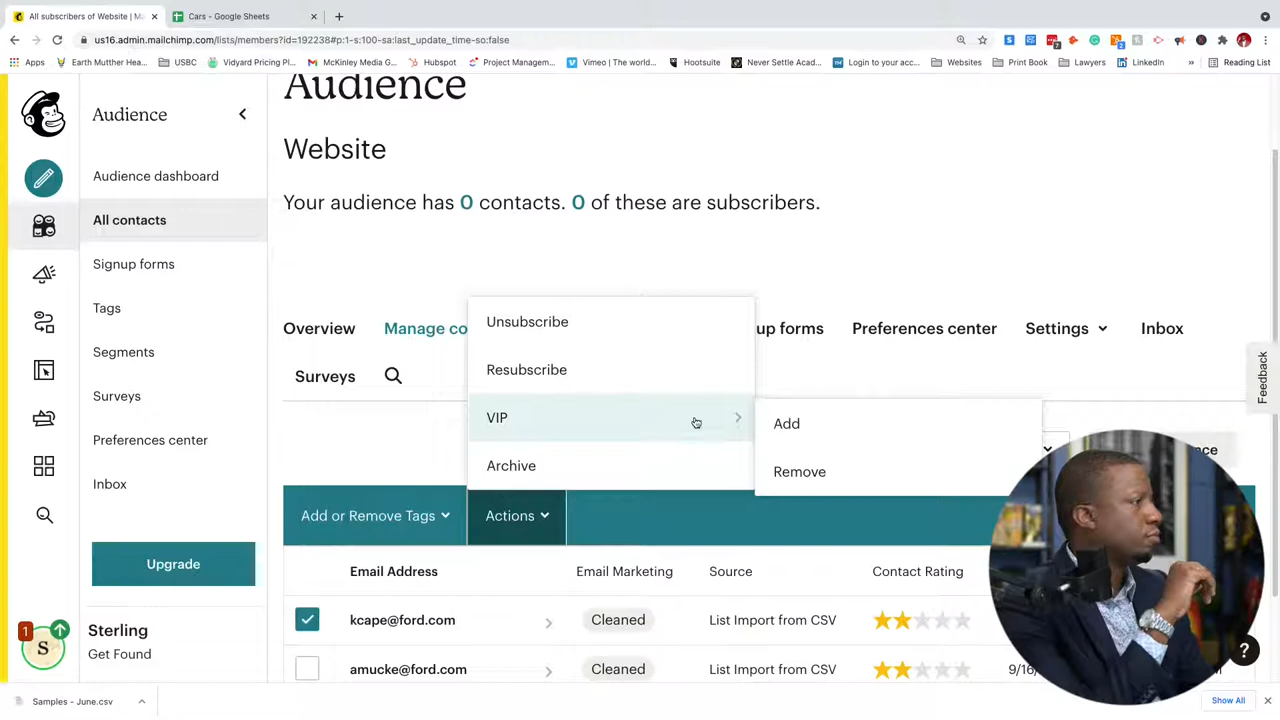 All subscribers of Website | M
Cars - Google Sheets
us16.admin.mailchimp.com/lists/members?id=192238#p:1-s:100-sa:last_update_time-so:false
Apps
Earth Mutther Hea...
USBC
Vidyard Pricing Pl...
McKinley Media G...
Hubspot
Project Managem...
Vimeo | The world...
Hootsuite
Never Settle Acad...
Login to your acc...
Websites
Print Book
Lawyers
LinkedIn
»
Reading List
Audience
Audience
Website
Audience dashboard
Your audience has 0 contacts. 0 of these are subscribers.
All contacts
Signup forms
Tags
Segments
Surveys
Preferences center
Inbox
Upgrade
1
S
Sterling
Get Found
Overview
Manage co
up forms
Preferences center
Settings
Inbox
Surveys
Unsubscribe
Resubscribe
VIP
Archive
Add
Remove
nce
Feedback
Add or Remove Tags
Actions
Email Address
Email Marketing
Source
Contact Rating
kcape@ford.com
Cleaned
List Import from CSV
amucke@ford.com
Cleaned
List Import from CSV
9/16
?
Samples - June.csv
Show All